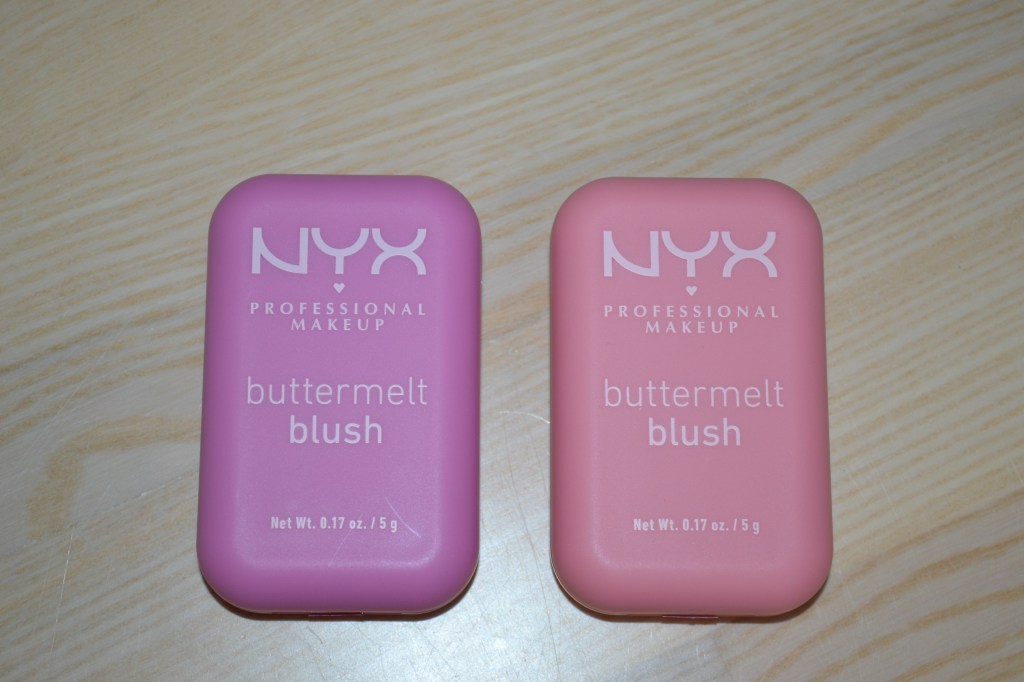 NYX
PROFESSIONAL
MAKEUP
buttermelt
blush
Net Wt. 0.17 oz. / 5 g
NYX
PROFESSIONAL
MAKEUP
buttermelt
blush
Net Wt. 0.17 oz. / 5 g